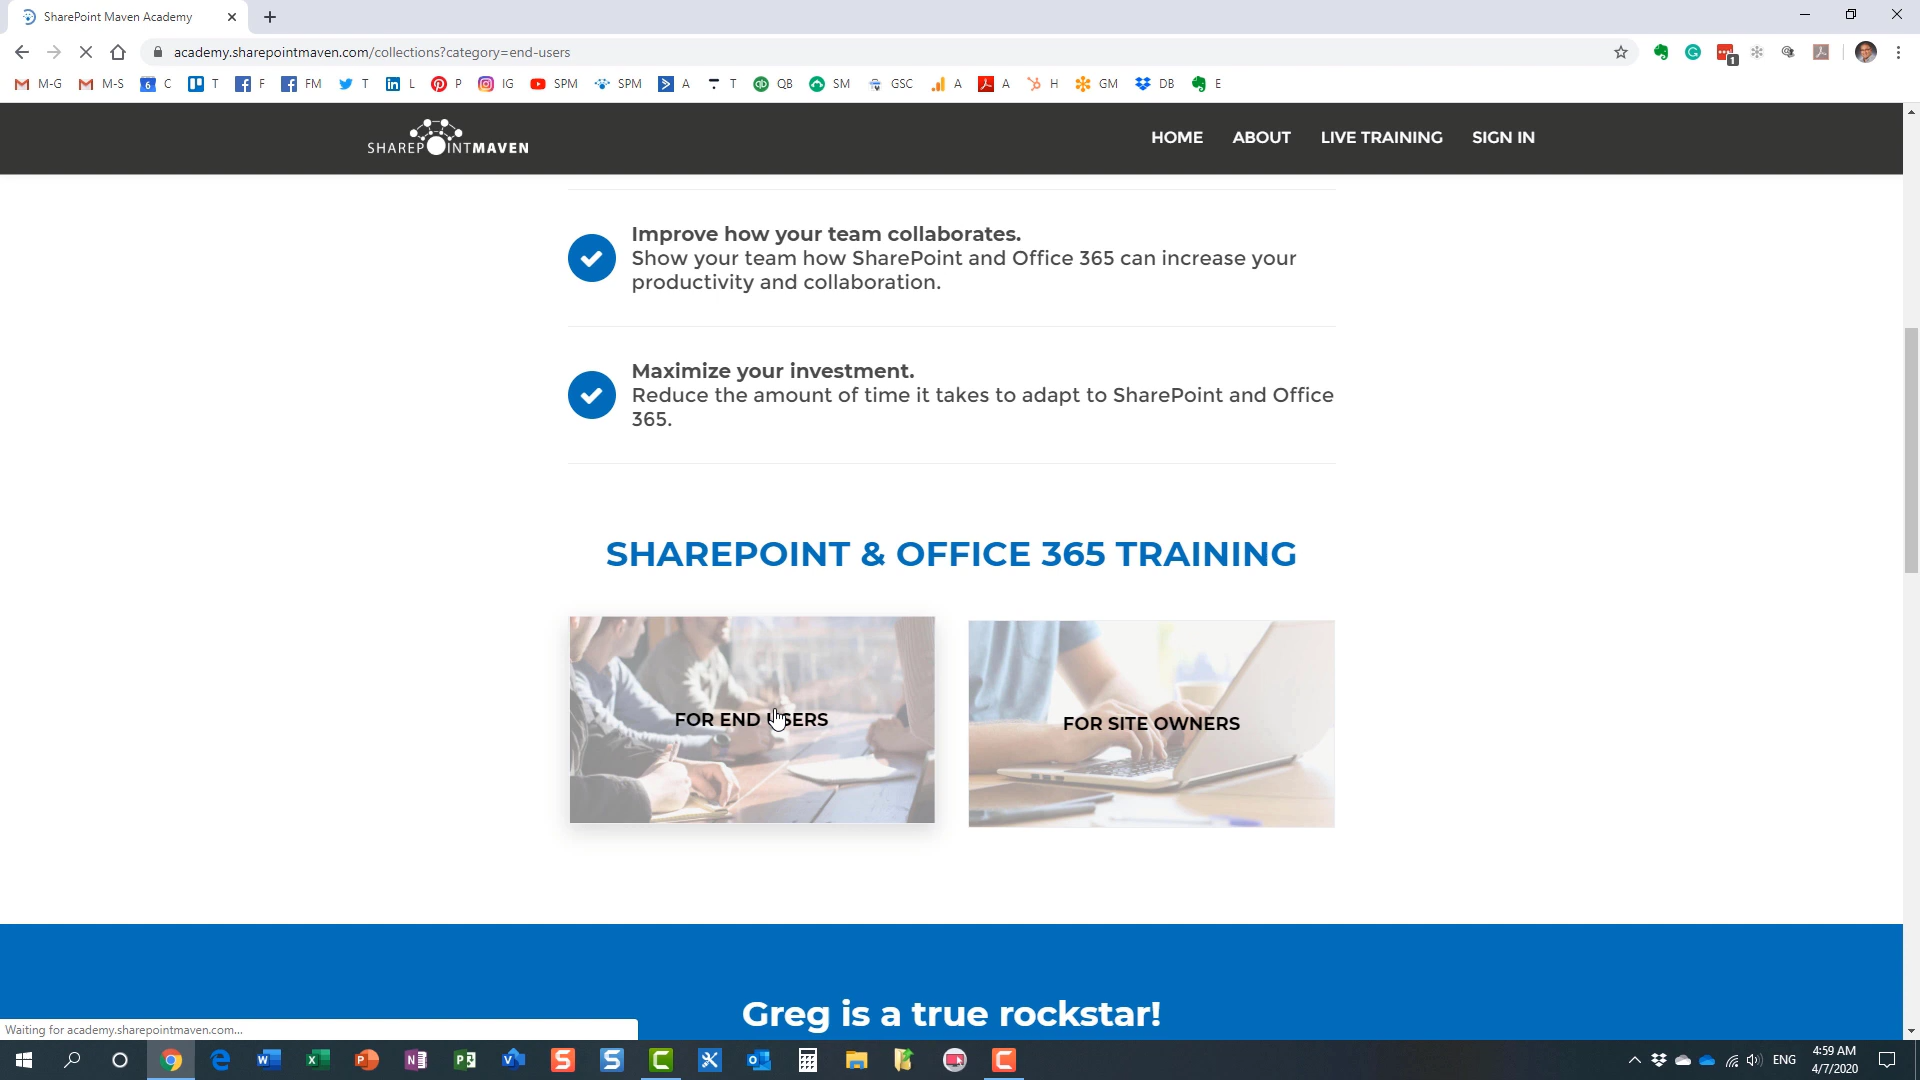 SharePoint Maven Academy
academy.sharepointmaven.com/collections?category=end-users
1
M-G M-S 6 C T F FM T L P IG SPM SPM A T QB SM GSC A A H GM DB E
SHAREPOINTMAVEN
HOME ABOUT LIVE TRAINING SIGN IN
Improve how your team collaborates.
Show your team how SharePoint and Office 365 can increase your
productivity and collaboration.
Maximize your investment.
Reduce the amount of time it takes to adapt to SharePoint and Office
365.
SHAREPOINT & OFFICE 365 TRAINING
FOR END USERS
FOR SITE OWNERS
Greg is a true rockstar!
Waiting for academy.sharepointmaven.com...
ENG
4:59 AM
4/7/2020